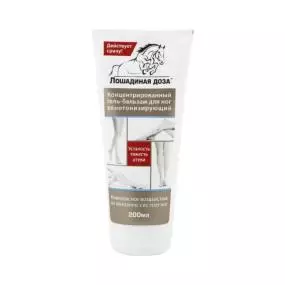 Действует
сразу!
Лошадиная доза
Концентрированный
гель-бальзам для ног
венотонизирующий
Усталость
тяжесть
отеки
200мл